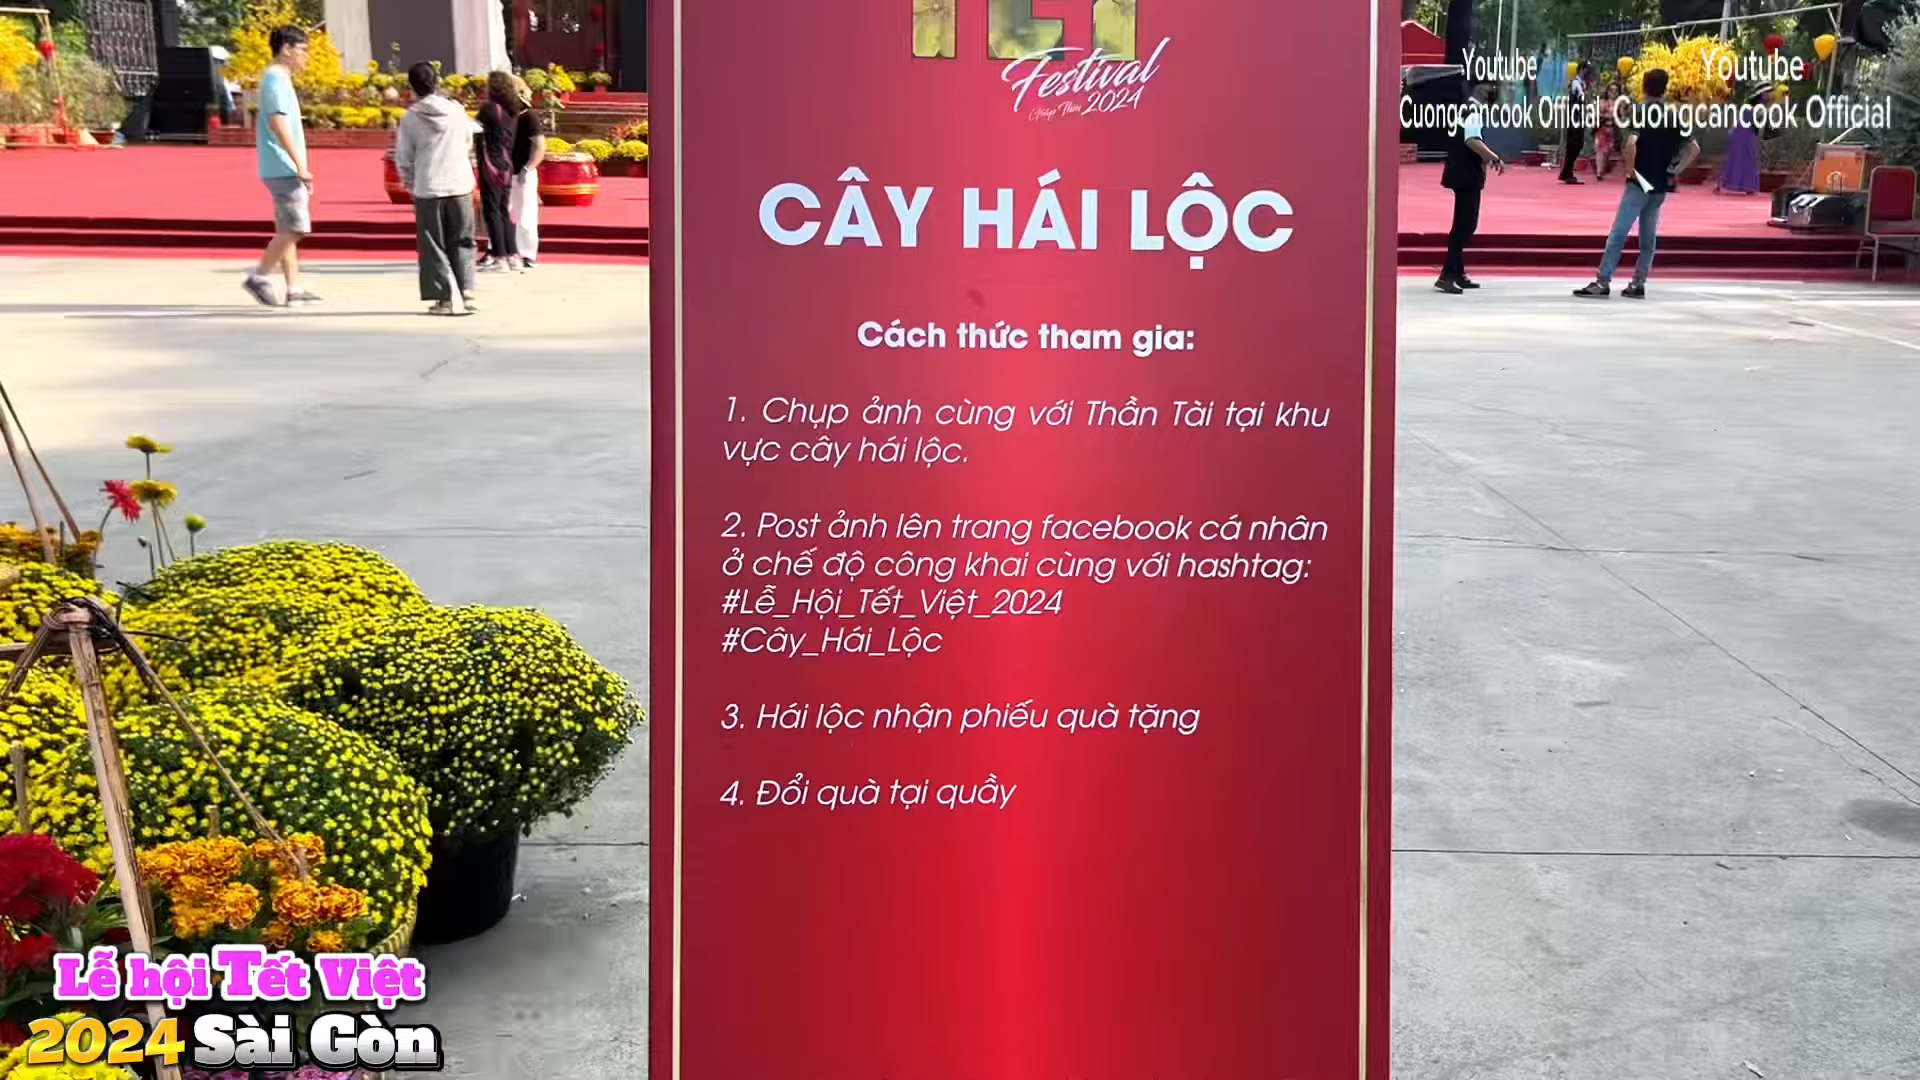 Festival
Giáp Thìn 2024
CÂY HÁI LỘC
Cách thức tham gia:
1. Chụp ảnh cùng với Thần Tài tại khu
vực cây hái lộc.
2. Post ảnh lên trang facebook cá nhân
ở chế độ công khai cùng với hashtag:
#Lễ_Hội_Tết_Việt_2024
#Cây_Hái_Lộc
3. Hái lộc nhận phiếu quà tặng
4. Đổi quà tại quầy
Youtube
Cuongcancook Official
Youtube
Cuongcancook Official
Lễ hội Tết Việt
2024 Sài Gòn